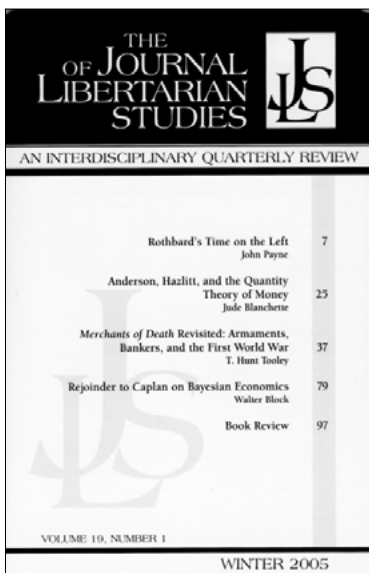 THE
OF JOURNAL
LIBERTARIAN
STUDIES
JLS
AN INTERDISCIPLINARY QUARTERLY REVIEW
Rothbard's Time on the Left 7
John Payne
Anderson, Hazlitt, and the Quantity
Theory of Money 25
Jude Blanchette
Merchants of Death Revisited: Armaments,
Bankers, and the First World War 37
T. Hunt Tooley
Rejoinder to Caplan on Bayesian Economics 79
Walter Block
Book Review 97
JLS
VOLUME 19, NUMBER 1
WINTER 2005